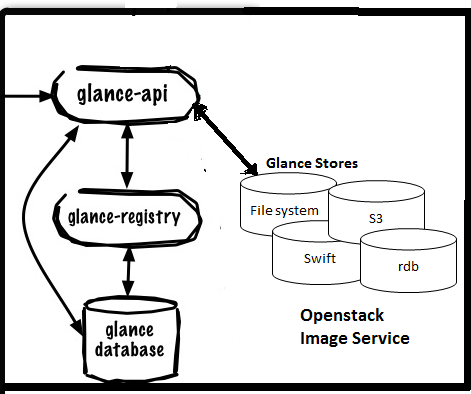 glance-api
Glance Stores
File system
S3
glance-registry
Swift
rdb
Openstack
Image Service
glance
database